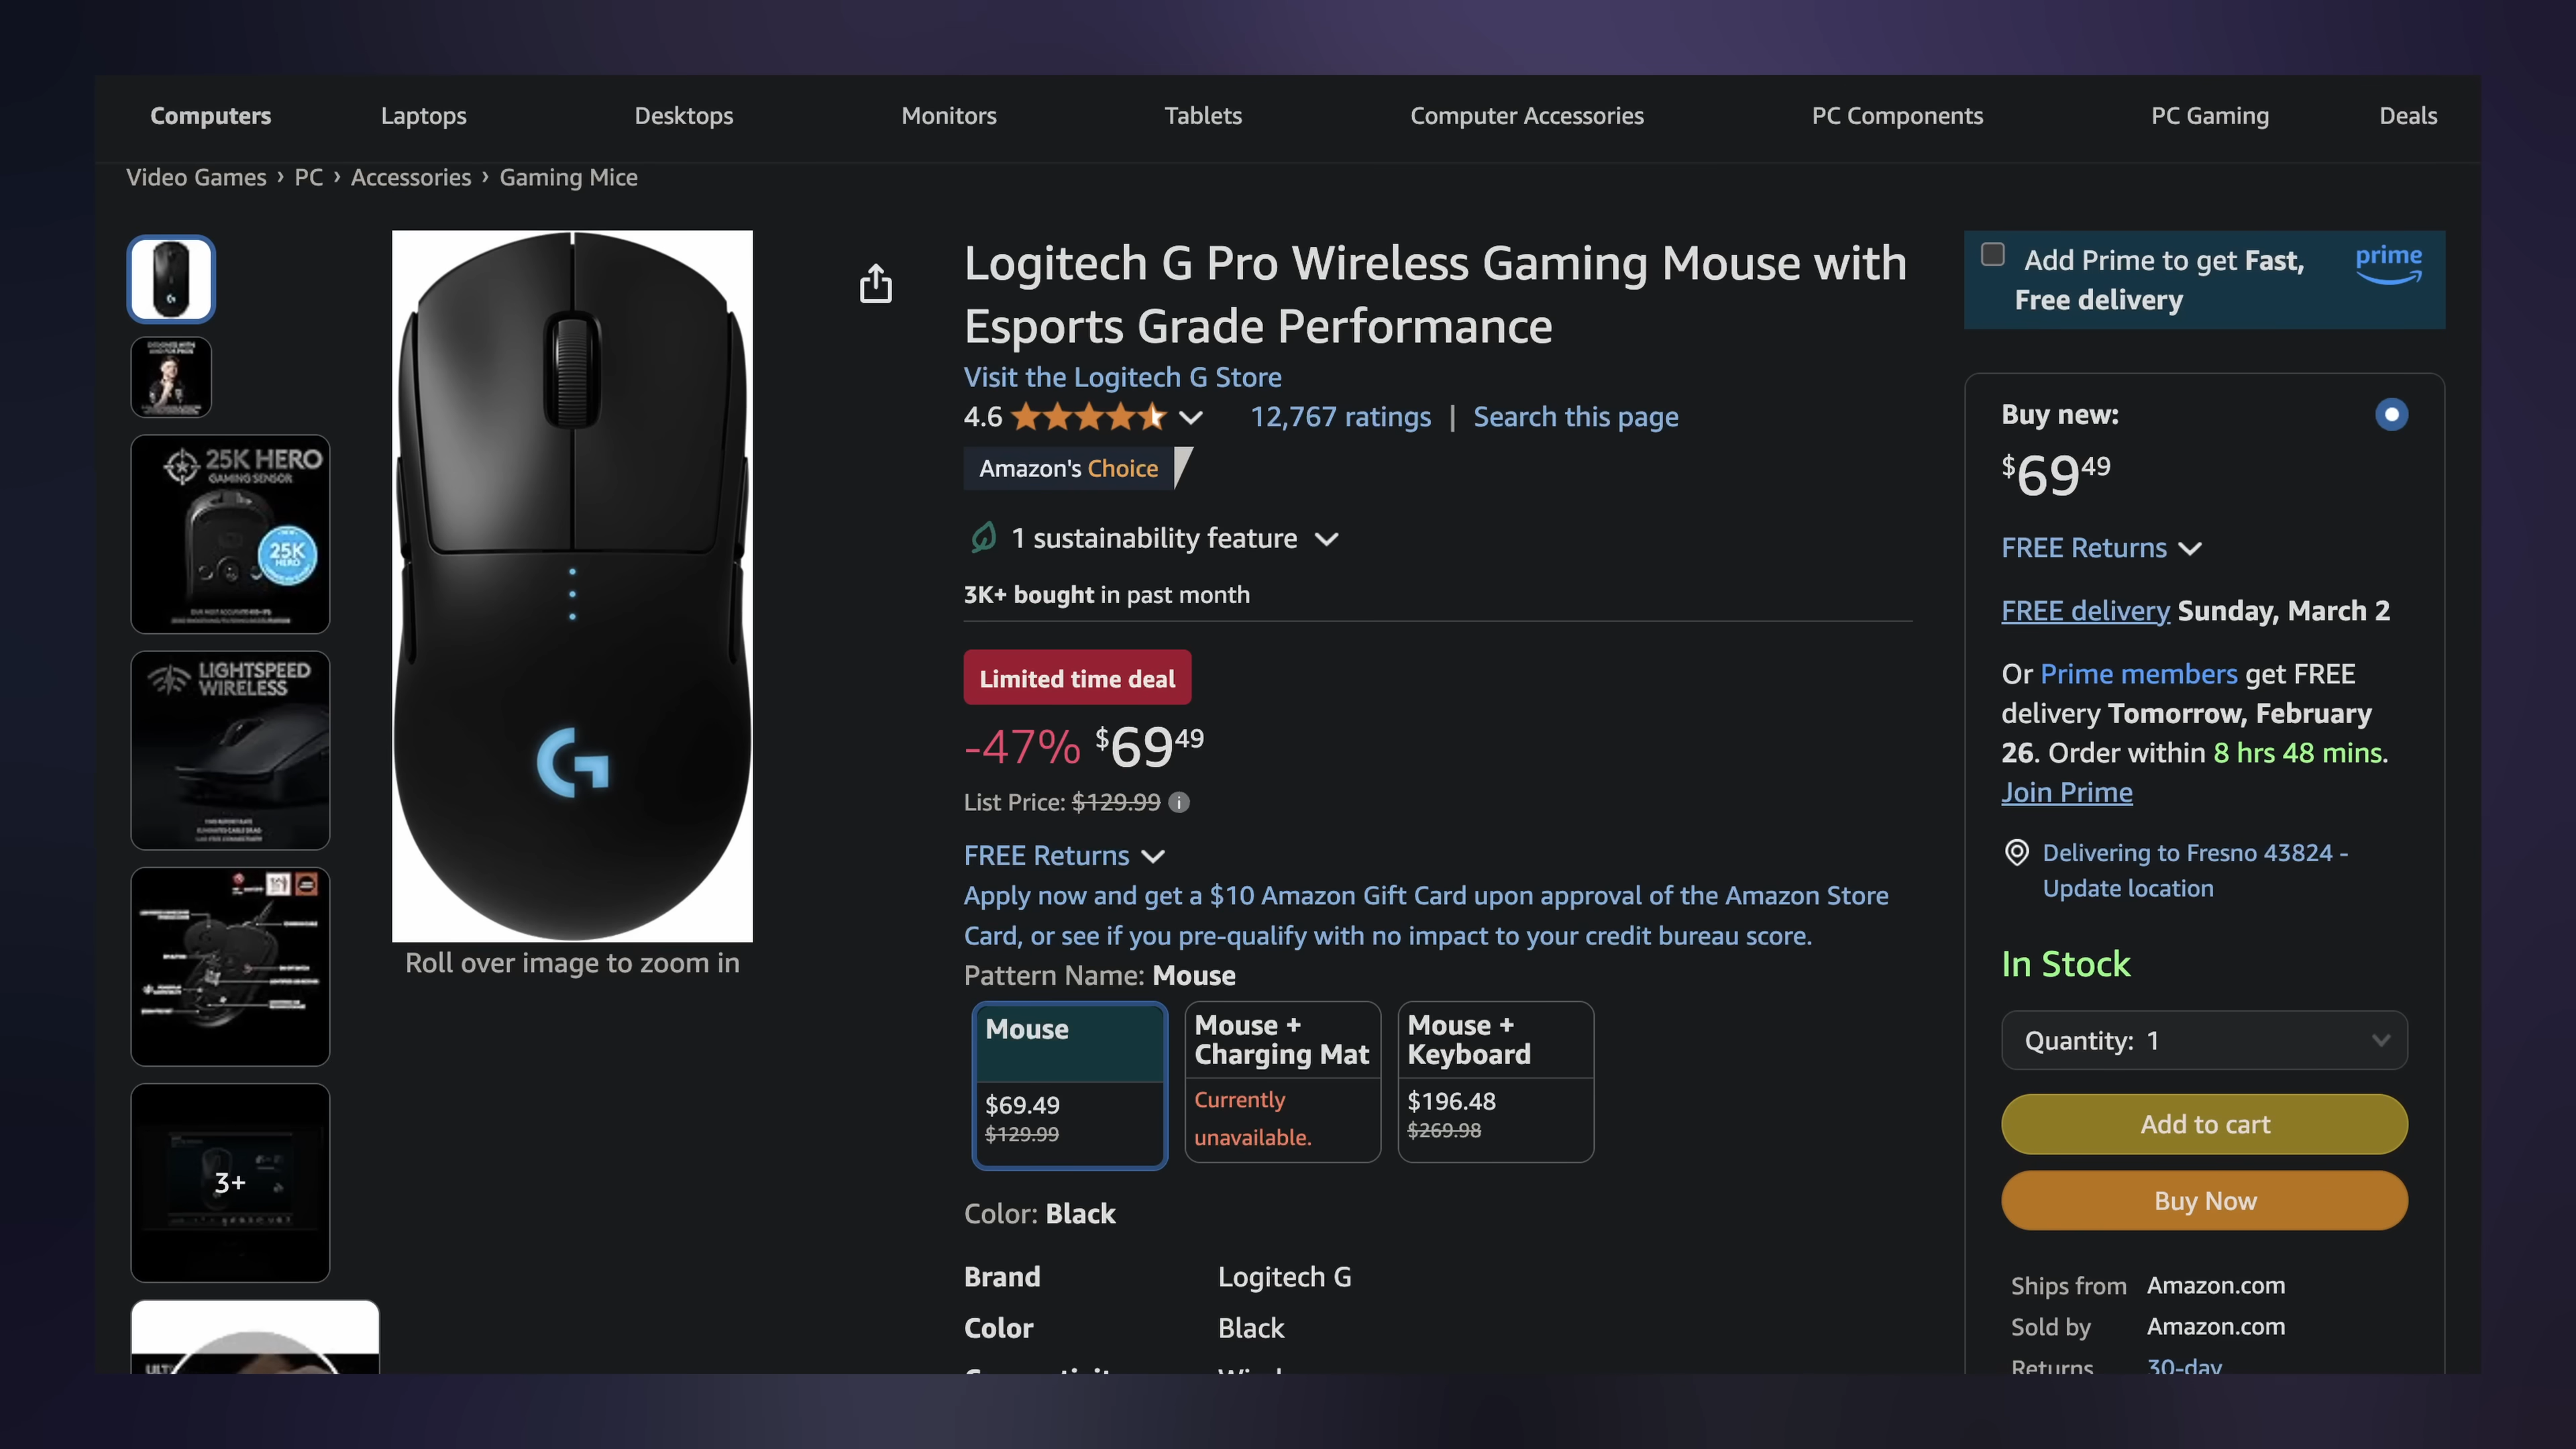 Computers Laptops Desktops Monitors Tablets Computer Accessories PC Components PC Gaming Deals
Video Games › PC › Accessories › Gaming Mice
25K HERO
GAMING SENSOR
25K
HERO
LIGHTSPEED
WIRELESS
3+
Roll over image to zoom in
Logitech G Pro Wireless Gaming Mouse with
Esports Grade Performance
Visit the Logitech G Store
4.6 12,767 ratings | Search this page
Amazon's Choice
1 sustainability feature
3K+ bought in past month
Limited time deal
-47% $69 49
List Price: $129.99
FREE Returns
Apply now and get a $10 Amazon Gift Card upon approval of the Amazon Store
Card, or see if you pre-qualify with no impact to your credit bureau score.
Pattern Name: Mouse
Mouse
$69.49
$129.99
Mouse +
Charging Mat
Currently
unavailable.
Mouse +
Keyboard
$196.48
$269.98
Color: Black
Brand Logitech G
Color Black
Add Prime to get Fast,
Free delivery
prime
Buy new:
$69 49
FREE Returns
FREE delivery Sunday, March 2
Or Prime members get FREE
delivery Tomorrow, February
26. Order within 8 hrs 48 mins.
Join Prime
Delivering to Fresno 43824 -
Update location
In Stock
Quantity: 1
Add to cart
Buy Now
Ships from Amazon.com
Sold by Amazon.com
Returns 30-day